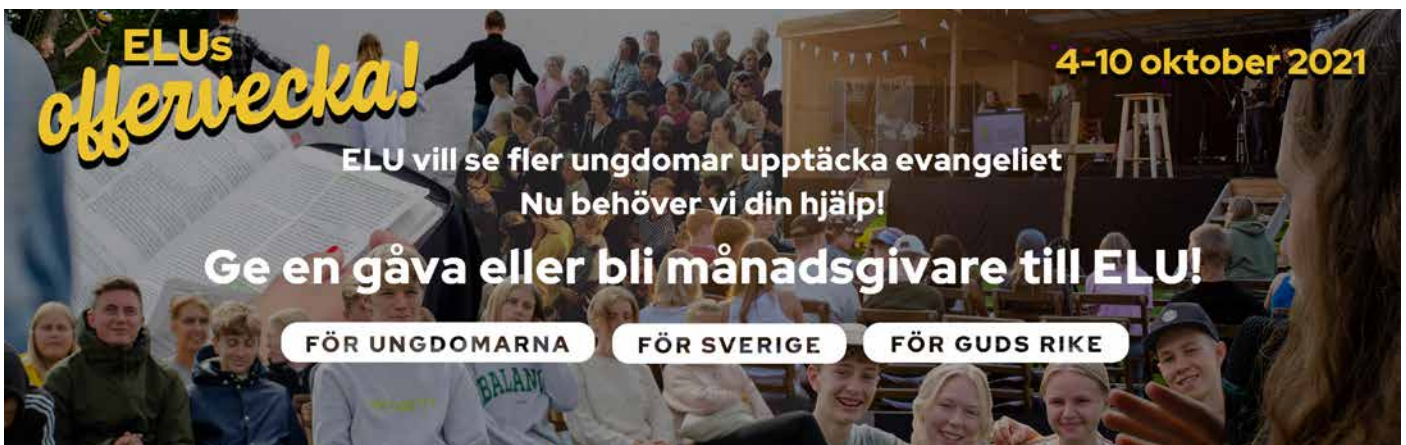 ELUs
offervecka!
4-10 oktober 2021
ELU vill se fler ungdomar upptäcka evangeliet
Nu behöver vi din hjälp!
Ge en gåva eller bli månadsgivare till ELU!
FÖR UNGDOMARNA
FÖR SVERIGE
FÖR GUDS RIKE